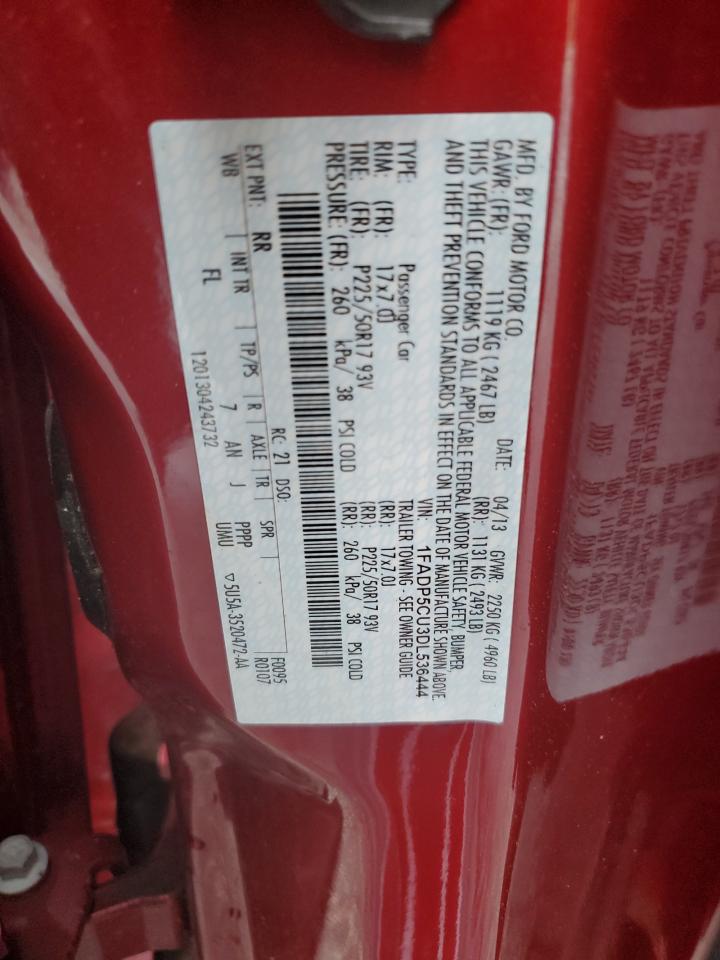 MFD. BY FORD MOTOR CO.
DATE: 04/13 GVWR: 2250 KG ( 4960 LB)
GAWR: (FR): 1119 KG ( 2467 LB) (RR): 1131 KG ( 2493 LB)
THIS VEHICLE CONFORMS TO ALL APPLICABLE FEDERAL MOTOR VEHICLE SAFETY, BUMPER,
AND THEFT PREVENTION STANDARDS IN EFFECT ON THE DATE OF MANUFACTURE SHOWN ABOVE.
VIN: 1FADP5CU3DL536444
TYPE: Passenger Car TRAILER TOWING - SEE OWNER GUIDE
RIM: (FR): 17x7.0J (RR): 17x7.0J
TIRE: (FR): P225/50R17 93V (RR): P225/50R17 93V
PRESSURE: (FR): 260 kPa/ 38 PSI COLD (RR): 260 kPa/ 38 PSI COLD
F0095
R0107
RC: 21 DSO:
EXT PNT: RR
WB | INT TR | TP/PS | R | AXLE | TR | SPR
FL 7 AN J PPPP
UMU
1201304243732 ▽ 5U5A-3520472-AA